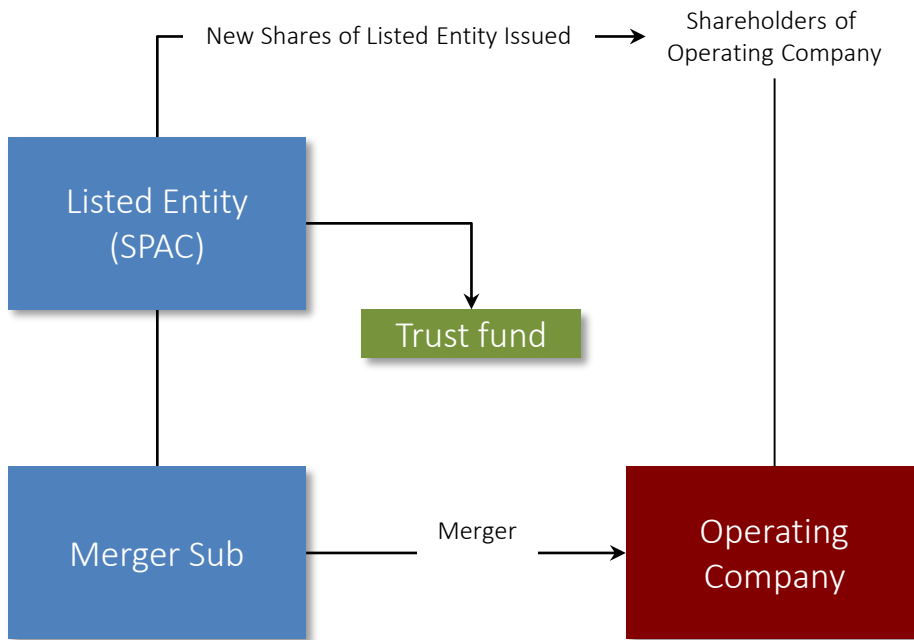 New Shares of Listed Entity Issued
Shareholders of
Operating Company
Listed Entity
(SPAC)
Trust fund
Merger Sub
Merger
Operating
Company